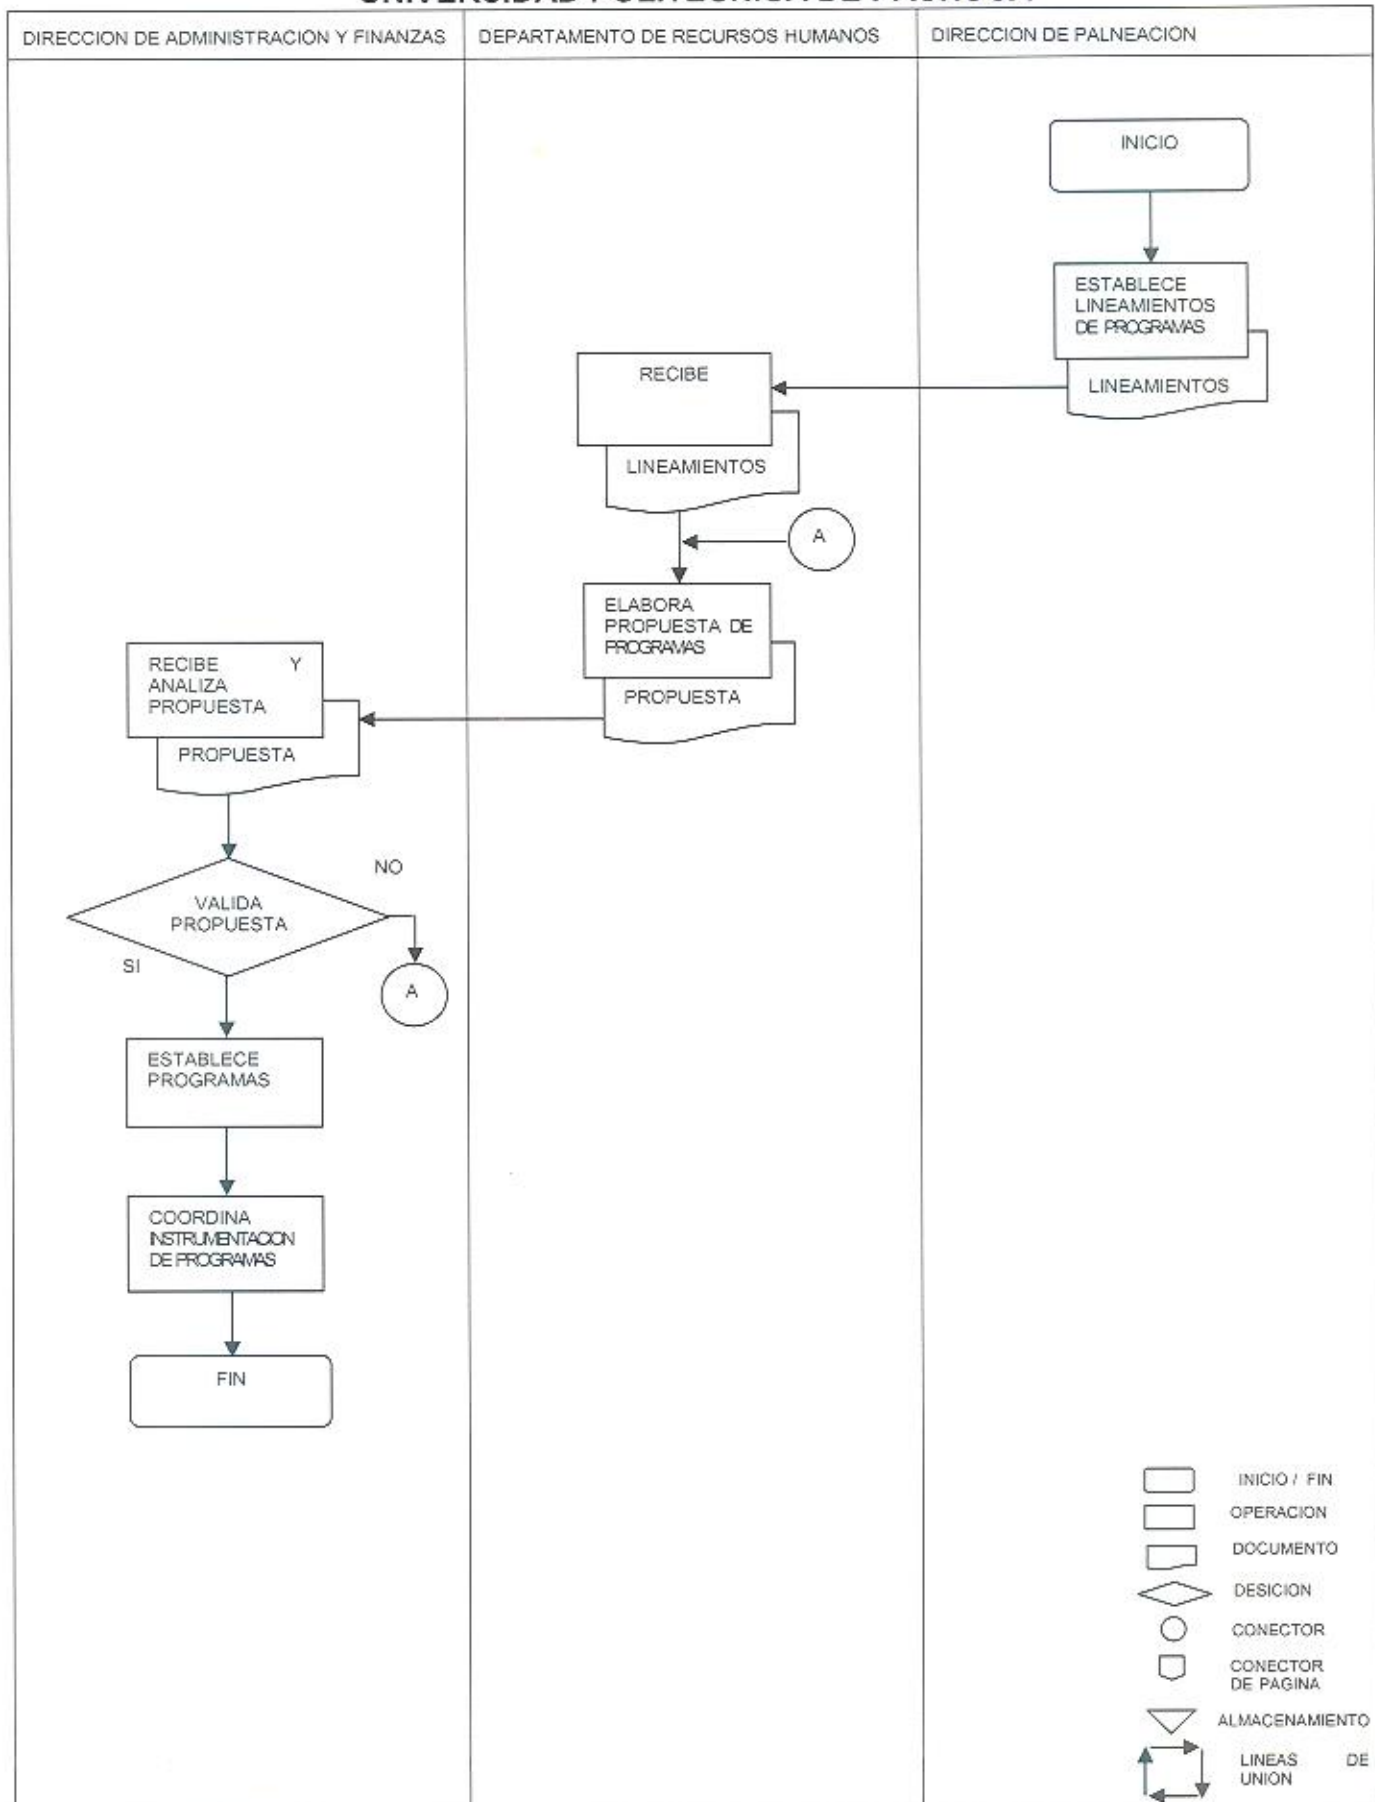 DIRECCION DE ADMINISTRACION Y FINANZAS
DEPARTAMENTO DE RECURSOS HUMANOS
DIRECCION DE PALNEACION
INICIO
ESTABLECE
LINEAMIENTOS
DE PROGRAMAS
LINEAMIENTOS
RECIBE
LINEAMIENTOS
A
ELABORA
PROPUESTA DE
PROGRAMAS
PROPUESTA
RECIBE Y
ANALIZA
PROPUESTA
PROPUESTA
NO
VALIDA
PROPUESTA
SI
A
ESTABLECE
PROGRAMAS
COORDINA
INSTRUMENTACION
DE PROGRAMAS
FIN
INICIO / FIN
OPERACION
DOCUMENTO
DESICION
CONECTOR
CONECTOR
DE PAGINA
ALMACENAMIENTO
LINEAS DE
UNION